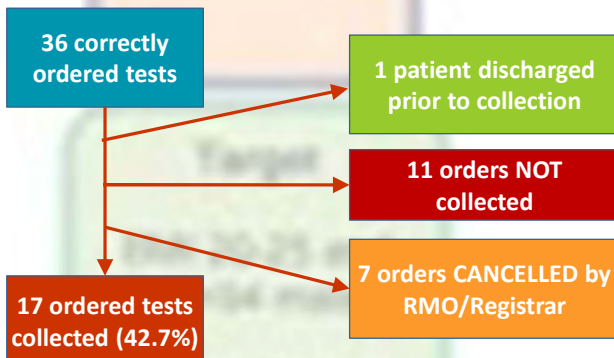 36 correctly
ordered tests
1 patient discharged
prior to collection
11 orders NOT
collected
7 orders CANCELLED by
RMO/Registrar
17 ordered tests
collected (42.7%)
Target